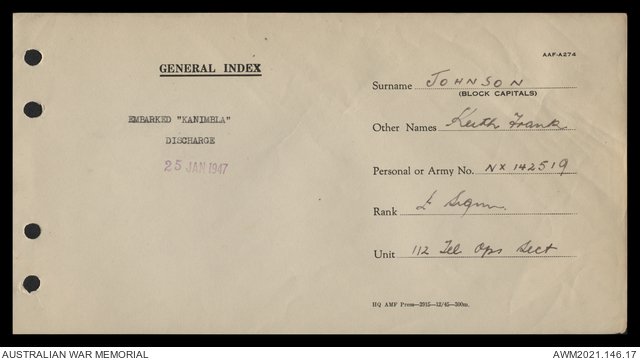 AAF-A274
GENERAL INDEX
Surname JOHNSON
(BLOCK CAPITALS)
EMBARKED "KANIMBLA"
DISCHARGE
25 JAN 1947
Other Names Keith Frank
Personal or Army No. NX 142519
Rank L Sigm.
Unit 112 Tel Ops Sect
HQ AMF Press—2915—12/45—300m.
AUSTRALIAN WAR MEMORIAL
AWM2021.146.17